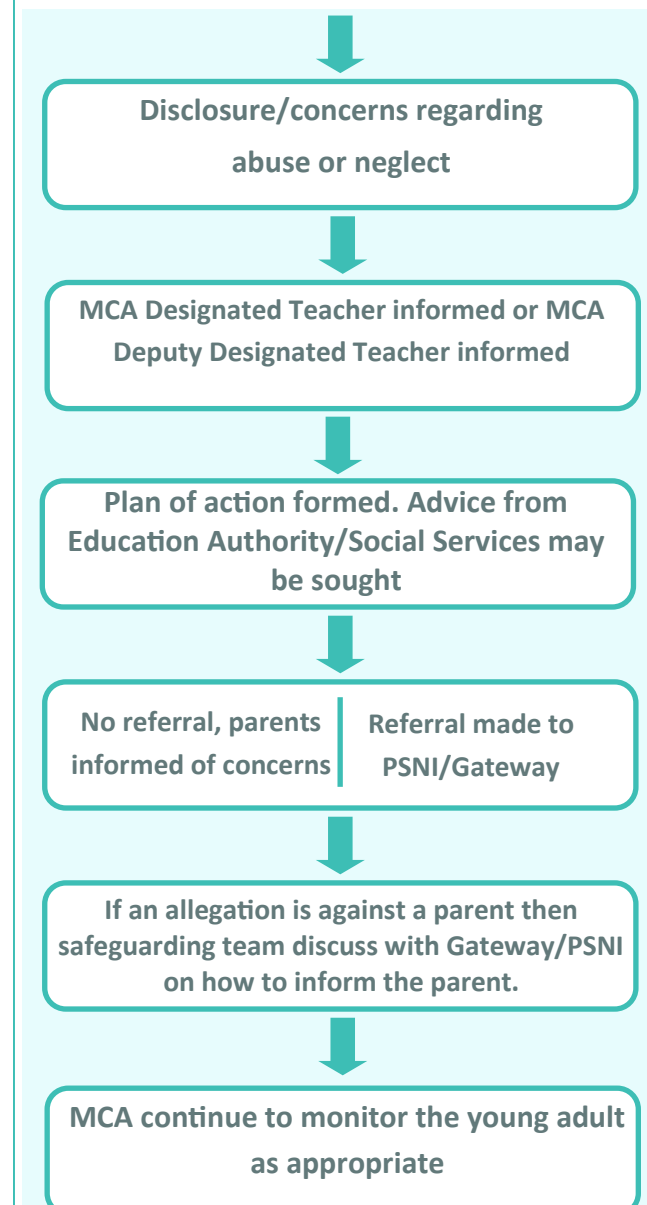 Disclosure/concerns regarding
abuse or neglect
MCA Designated Teacher informed or MCA
Deputy Designated Teacher informed
Plan of action formed. Advice from
Education Authority/Social Services may
be sought
No referral, parents
informed of concerns
Referral made to
PSNI/Gateway
If an allegation is against a parent then
safeguarding team discuss with Gateway/PSNI
on how to inform the parent.
MCA continue to monitor the young adult
as appropriate